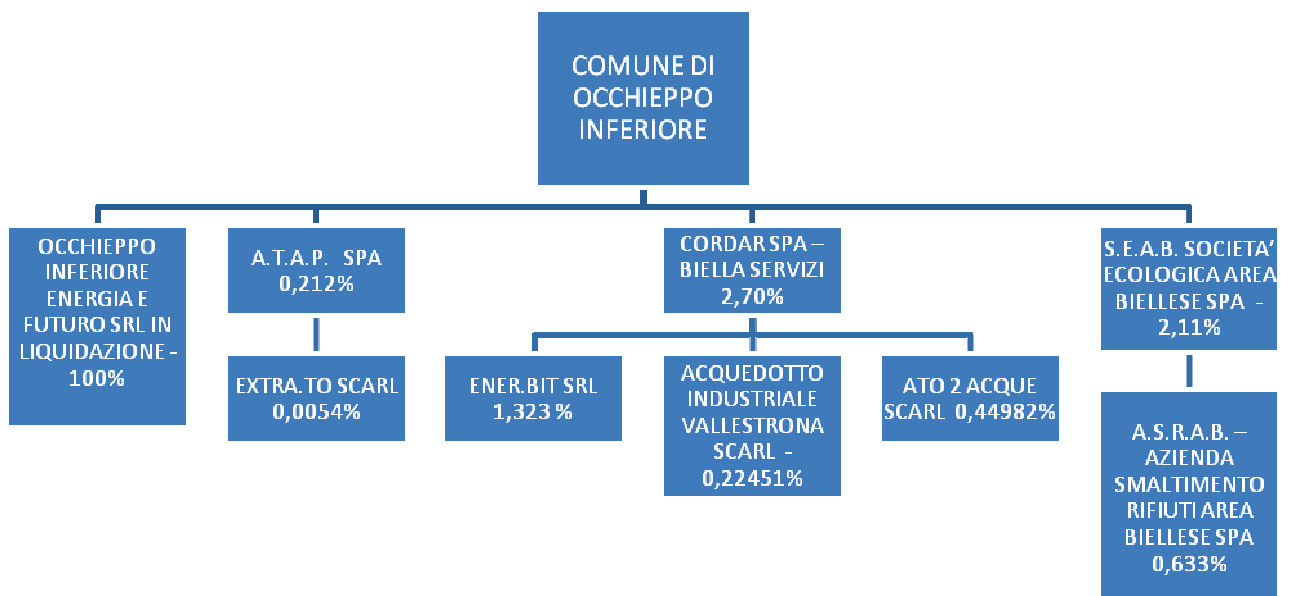 COMUNE DI
OCCHIEPPO
INFERIORE
OCCHIEPPO
INFERIORE
ENERGIA E
FUTURO SRL IN
LIQUIDAZIONE -
100%
A.T.A.P. SPA
0,212%
CORDAR SPA –
BIELLA SERVIZI
2,70%
S.E.A.B. SOCIETA’
ECOLOGICA AREA
BIELLESE SPA -
2,11%
EXTRA.TO SCARL
0,0054%
ENER.BIT SRL
1,323 %
ACQUEDOTTO
INDUSTRIALE
VALLESTRONA
SCARL -
0,22451%
ATO 2 ACQUE
SCARL 0,44982%
A.S.R.A.B. –
AZIENDA
SMALTIMENTO
RIFIUTI AREA
BIELLESE SPA
0,633%